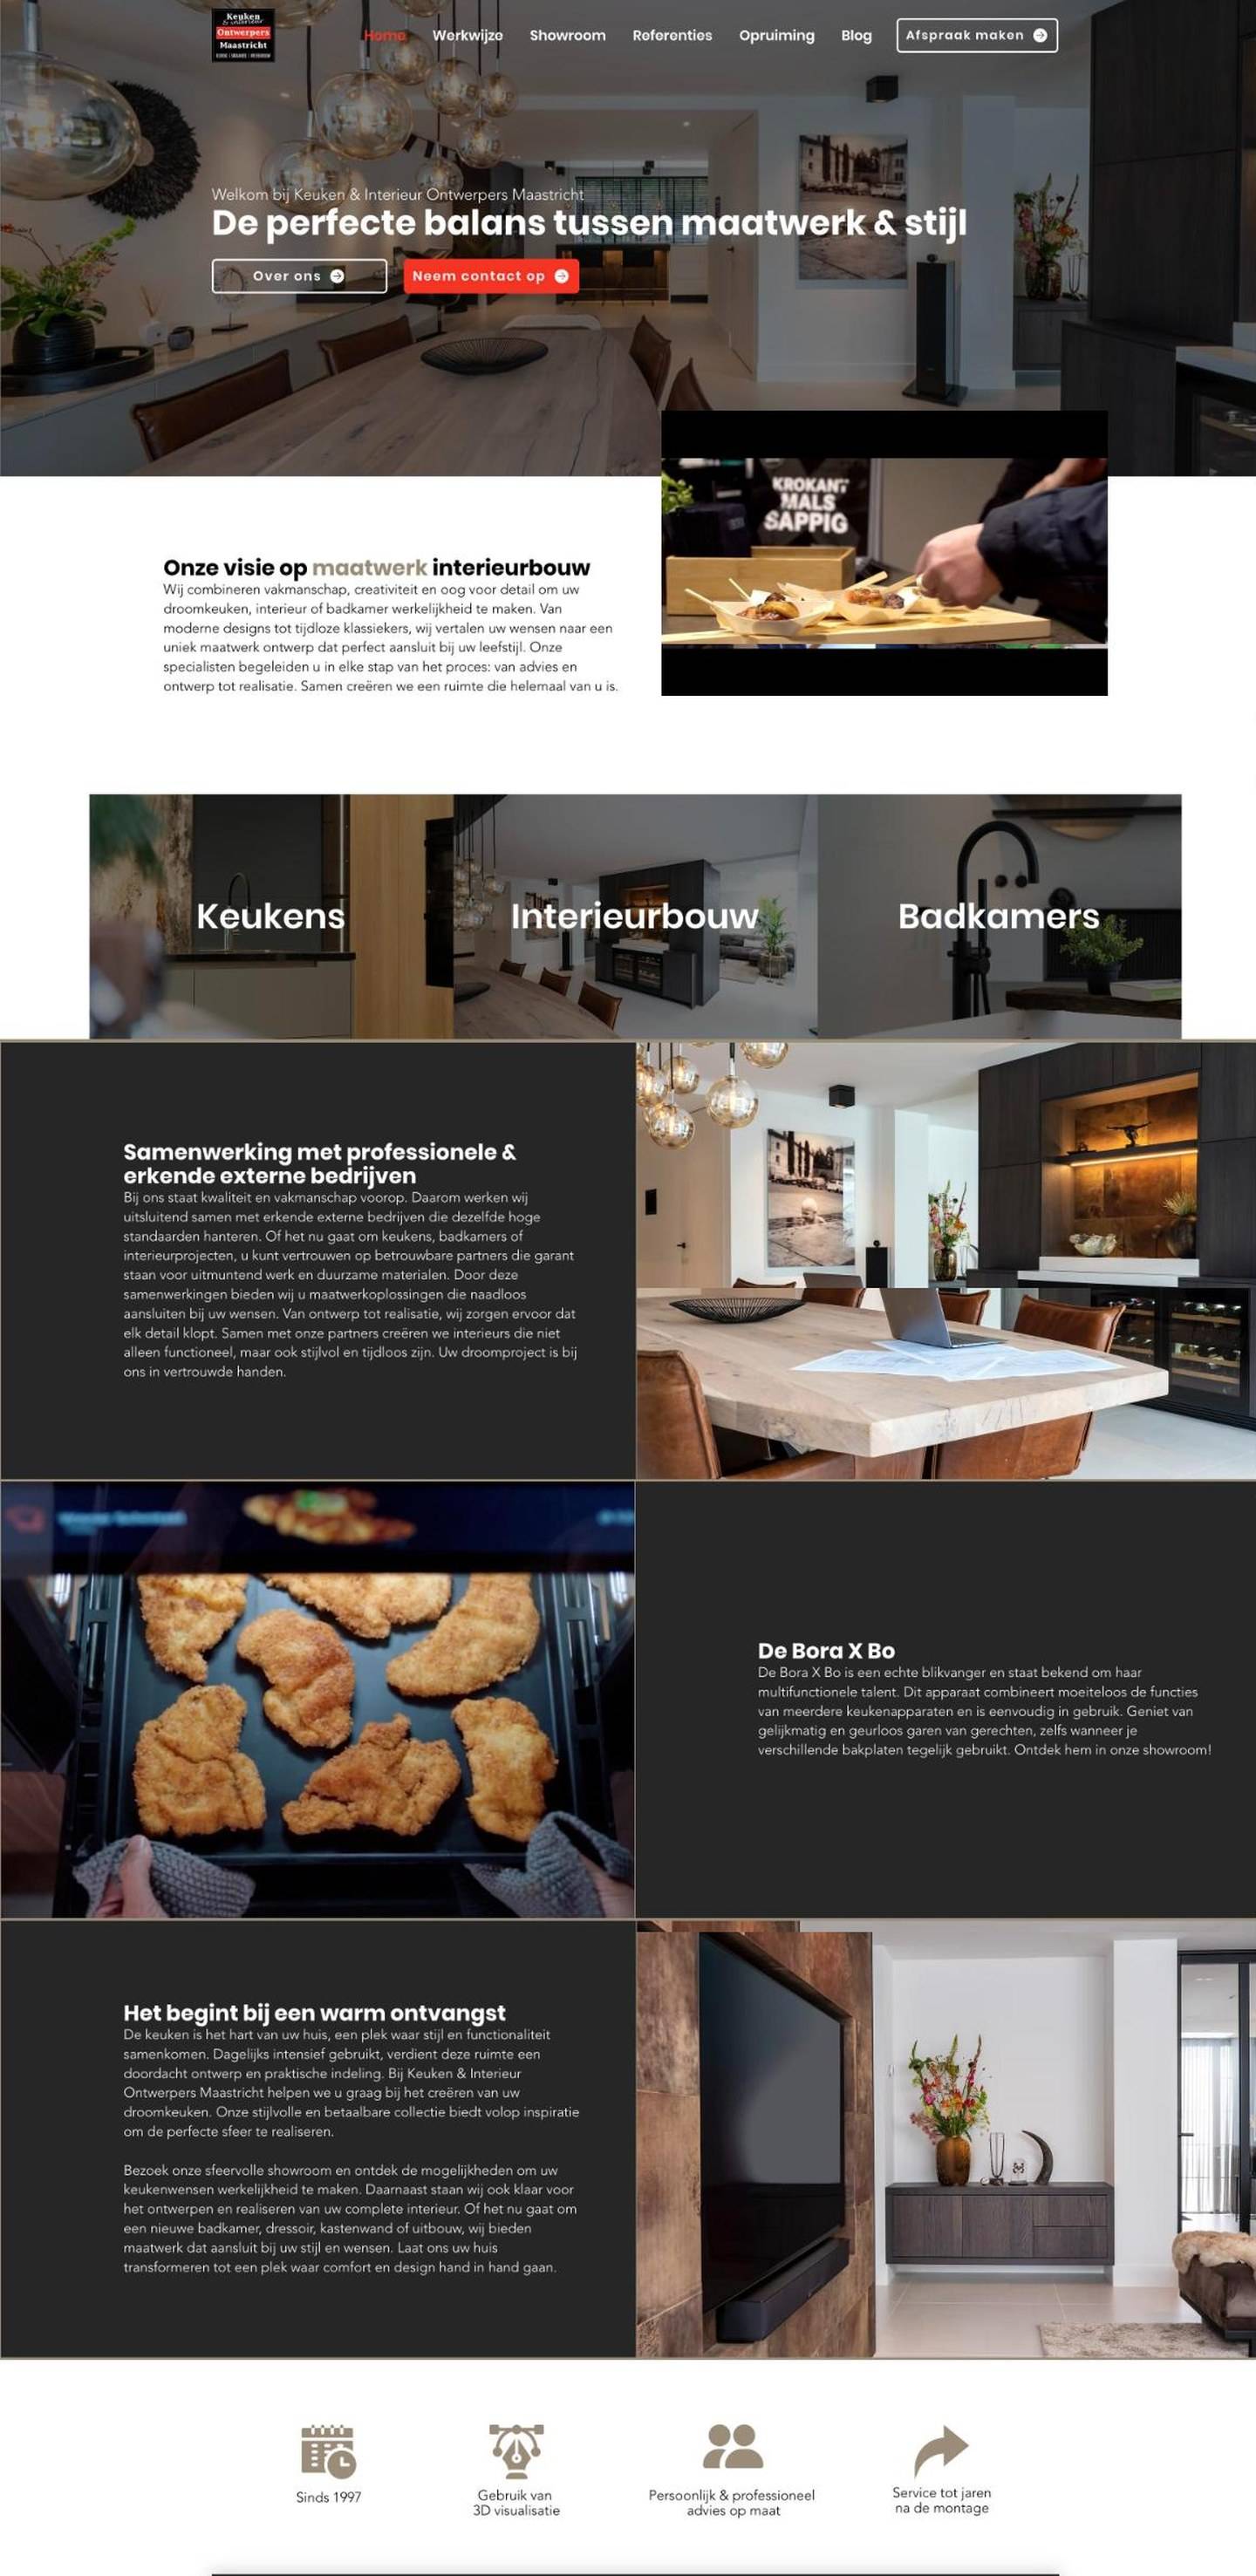 Keuken
& interieur
Ontwerpers
Maastricht
Home
Werkwijze
Showroom
Referenties
Opruiming
Blog
Afspraak maken
Welkom bij Keuken & Interieur Ontwerpers Maastricht
De perfecte balans tussen maatwerk & stijl
Over ons
Neem contact op
KROKANT
MALS
SAPPIG
Onze visie op maatwerk interieurbouw
Wij combineren vakmanschap, creativiteit en oog voor detail om uw
droomkeuken, interieur of badkamer werkelijkheid te maken. Van
moderne designs tot tijdloze klassiekers, wij vertalen uw wensen naar een
uniek maatwerk ontwerp dat perfect aansluit bij uw leefstijl. Onze
specialisten begeleiden u in elke stap van het proces: van advies en
ontwerp tot realisatie. Samen creëren we een ruimte die helemaal van u is.
Keukens
Interieurbouw
Badkamers
Samenwerking met professionele &
erkende externe bedrijven
Bij ons staat kwaliteit en vakmanschap voorop. Daarom werken wij
uitsluitend samen met erkende externe bedrijven die dezelfde hoge
standaarden hanteren. Of het nu gaat om keukens, badkamers of
interieurprojecten, u kunt vertrouwen op betrouwbare partners die garant
staan voor uitmuntend werk en duurzame materialen. Door deze
samenwerkingen bieden wij u maatwerkoplossingen die naadloos
aansluiten bij uw wensen. Van ontwerp tot realisatie, wij zorgen ervoor dat
elk detail klopt. Samen met onze partners creëren we interieurs die niet
alleen functioneel, maar ook stijlvol en tijdloos zijn. Uw droomproject is bij
ons in vertrouwde handen.
De Bora X Bo
De Bora X Bo is een echte blikvanger en staat bekend om haar
multifunctionele talent. Dit apparaat combineert moeiteloos de functies
van meerdere keukenapparaten en is eenvoudig in gebruik. Geniet van
gelijkmatig en geurloos garen van gerechten, zelfs wanneer je
verschillende bakplaten tegelijk gebruikt. Ontdek hem in onze showroom!
Het begint bij een warm ontvangst
De keuken is het hart van uw huis, een plek waar stijl en functionaliteit
samenkomen. Dagelijks intensief gebruikt, verdient deze ruimte een
doordacht ontwerp en praktische indeling. Bij Keuken & Interieur
Ontwerpers Maastricht helpen we u graag bij het creëren van uw
droomkeuken. Onze stijlvolle en betaalbare collectie biedt volop inspiratie
om de perfecte sfeer te realiseren.
Bezoek onze sfeervolle showroom en ontdek de mogelijkheden om uw
keukenwensen werkelijkheid te maken. Daarnaast staan wij ook klaar voor
het ontwerpen en realiseren van uw complete interieur. Of het nu gaat om
een nieuwe badkamer, dressoir, kastenwand of uitbouw, wij bieden
maatwerk dat aansluit bij uw stijl en wensen. Laat ons uw huis
transformeren tot een plek waar comfort en design hand in hand gaan.
Sinds 1997
Gebruik van
3D visualisatie
Persoonlijk & professioneel
advies op maat
Service tot jaren
na de montage